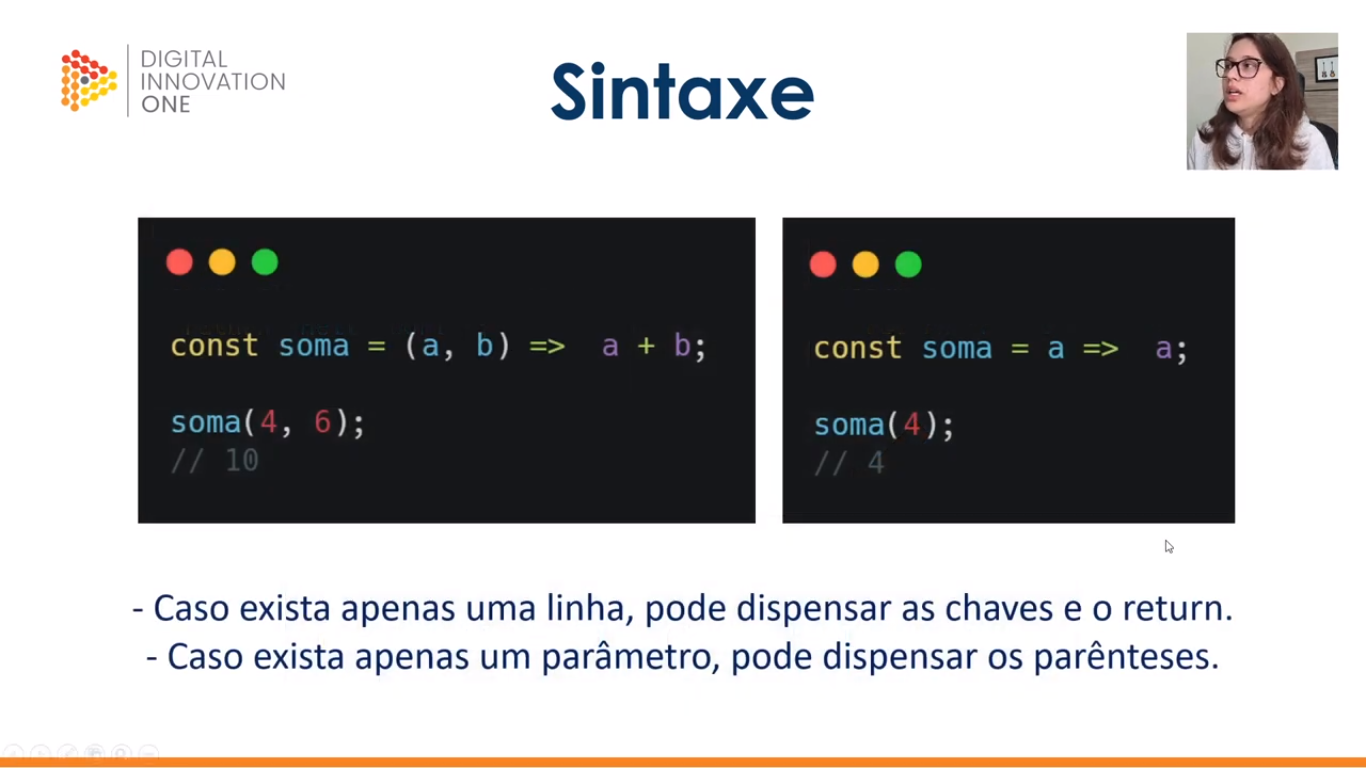 DIGITAL
INNOVATION
ONE
Sintaxe
const soma = (a, b) => a + b;
soma(4, 6);
// 10
const soma = a => a;
soma(4);
// 4
- Caso exista apenas uma linha, pode dispensar as chaves e o return.
- Caso exista apenas um parâmetro, pode dispensar os parênteses.